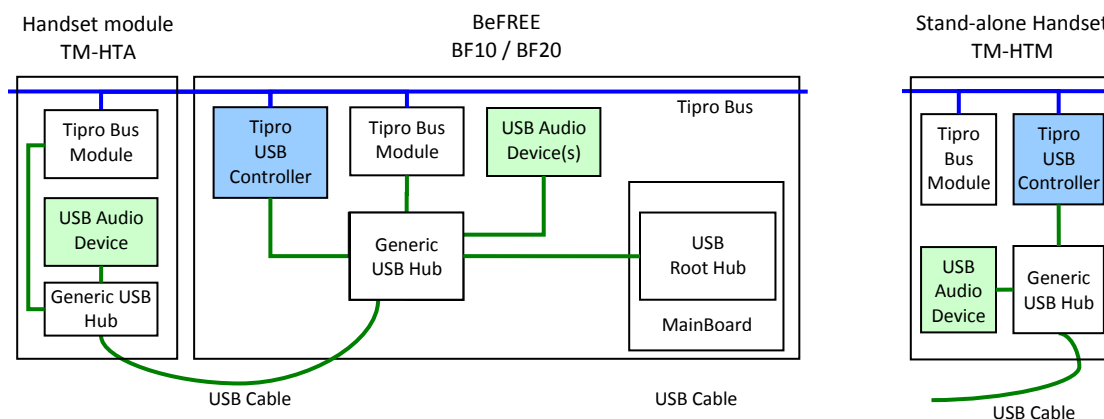 Handset module
TM-HTA
BeFREE
BF10 / BF20
Stand-alone Handset
TM-HTM
Tipro Bus
Tipro Bus
Module
USB Audio
Device
Generic USB
Hub
Tipro
USB
Controller
Tipro Bus
Module
USB Audio
Device(s)
Generic
USB Hub
USB
Root Hub
MainBoard
Tipro
Bus
Module
Tipro
USB
Controller
USB
Audio
Device
Generic
USB Hub
USB Cable
USB Cable
USB Cable